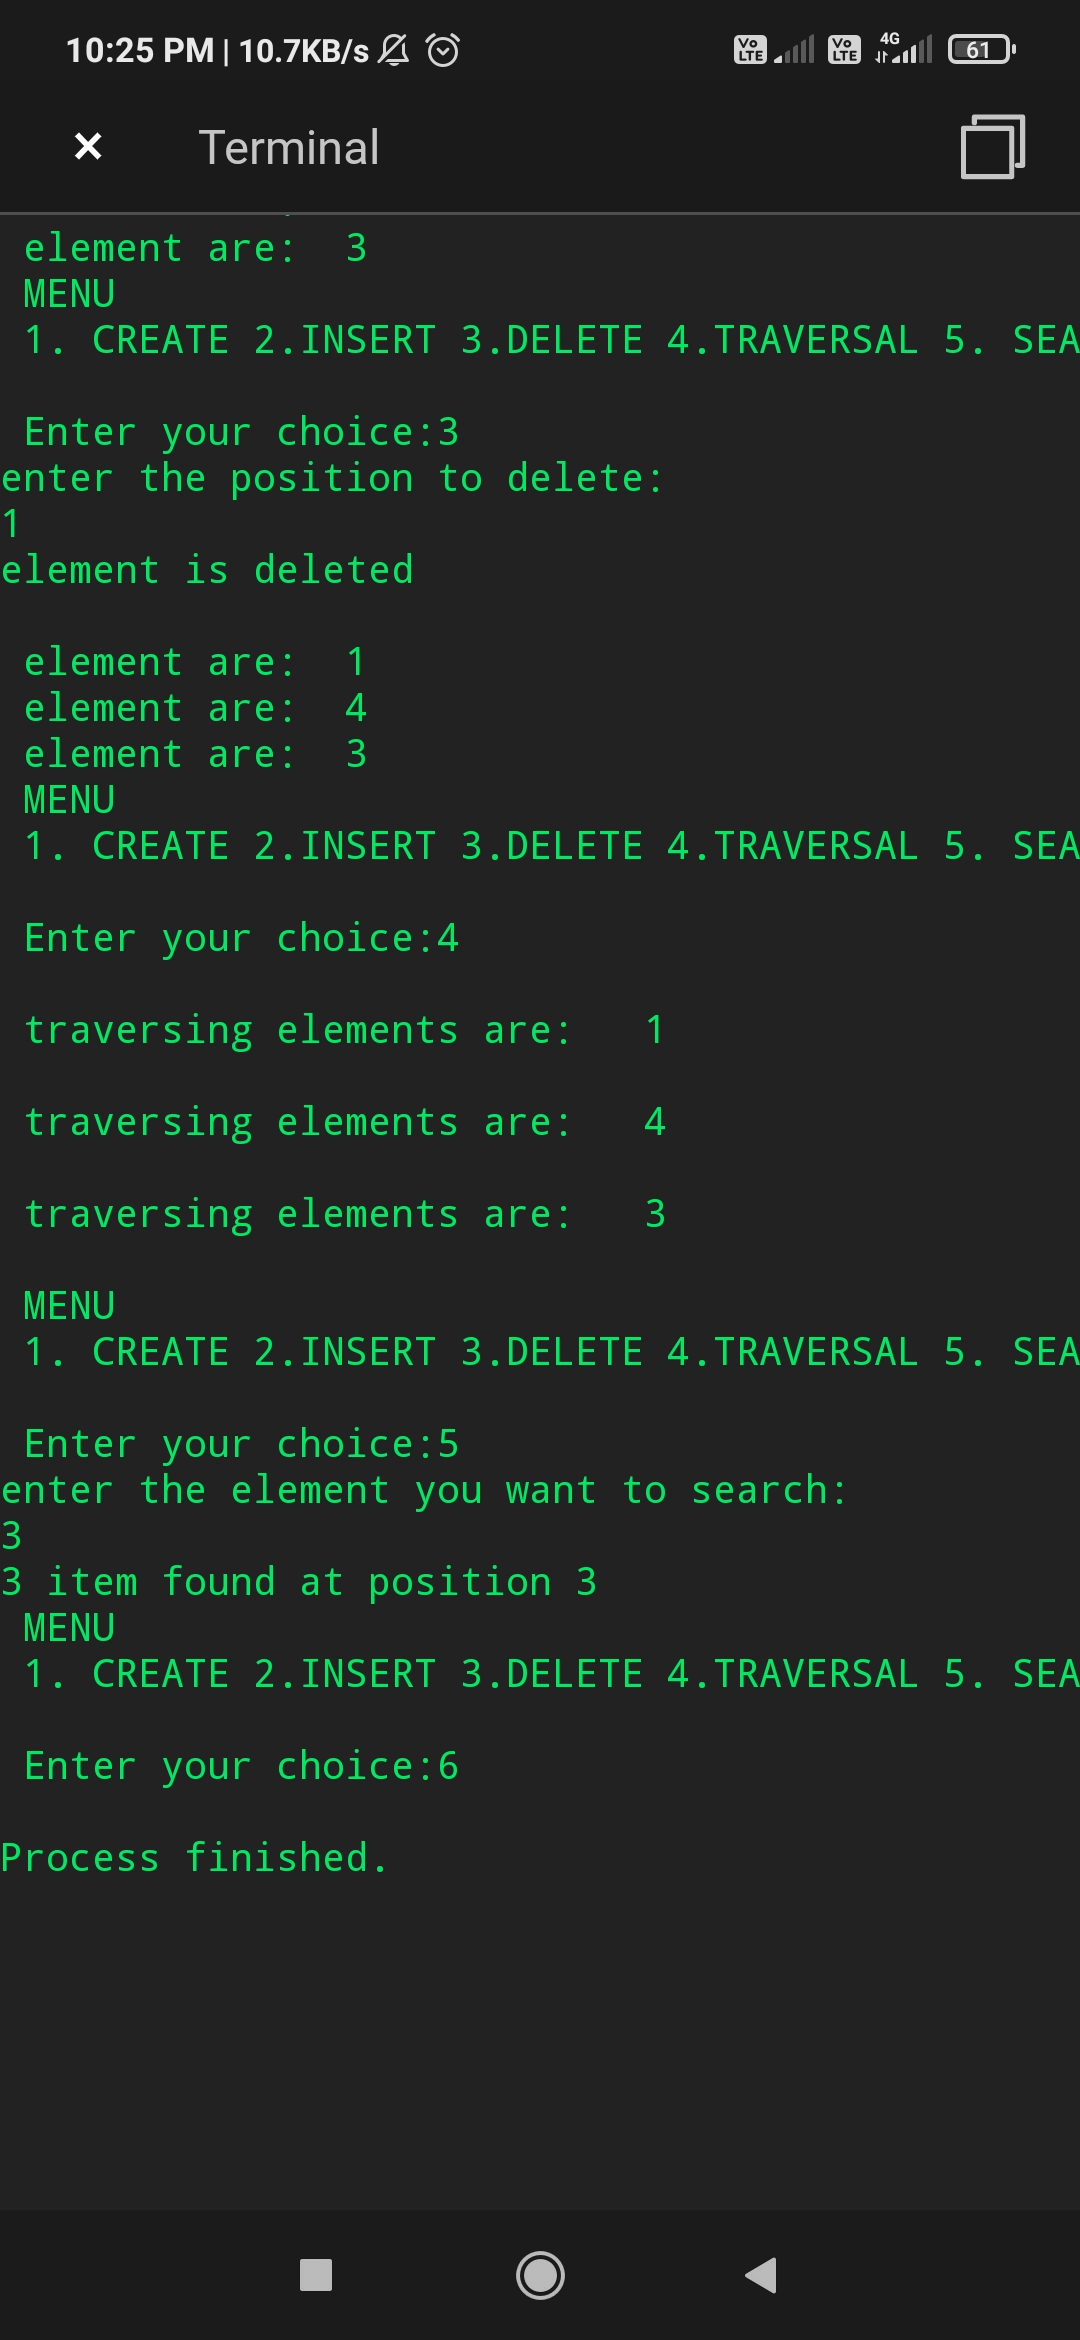 10:25 PM | 10.7KB/s Vo LTE Vo LTE 4G 61
Terminal
element are: 3
MENU
1. CREATE 2.INSERT 3.DELETE 4.TRAVERSAL 5. SEA
Enter your choice:3
enter the position to delete:
1
element is deleted
element are: 1
element are: 4
element are: 3
MENU
1. CREATE 2.INSERT 3.DELETE 4.TRAVERSAL 5. SEA
Enter your choice:4
traversing elements are: 1
traversing elements are: 4
traversing elements are: 3
MENU
1. CREATE 2.INSERT 3.DELETE 4.TRAVERSAL 5. SEA
Enter your choice:5
enter the element you want to search:
3
3 item found at position 3
MENU
1. CREATE 2.INSERT 3.DELETE 4.TRAVERSAL 5. SEA
Enter your choice:6
Process finished.